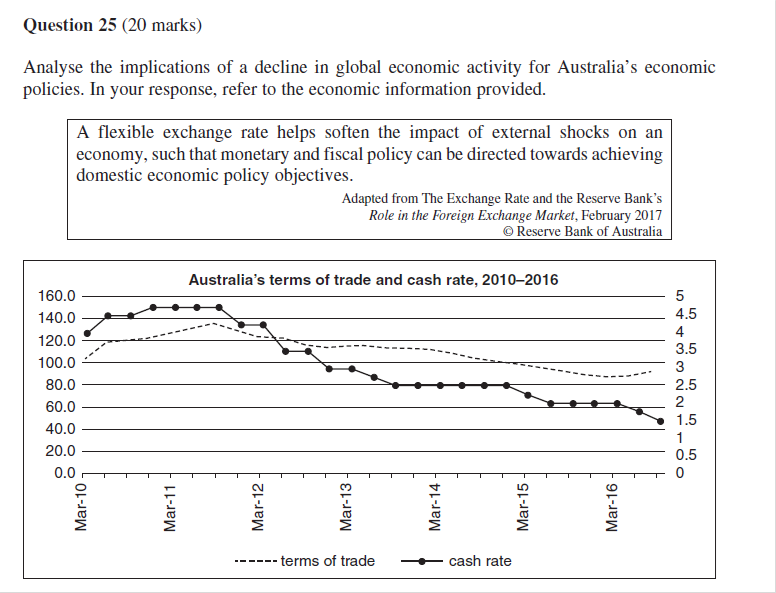 Question 25 (20 marks)
Analyse the implications of a decline in global economic activity for Australia's economic
policies. In your response, refer to the economic information provided.
A flexible exchange rate helps soften the impact of external shocks on an
economy, such that monetary and fiscal policy can be directed towards achieving
domestic economic policy objectives.
Adapted from The Exchange Rate and the Reserve Bank's
Role in the Foreign Exchange Market, February 2017
© Reserve Bank of Australia
Australia's terms of trade and cash rate, 2010–2016
160.0
140.0
120.0
100.0
80.0
60.0
40.0
20.0
0.0
5
4.5
4
3.5
3
2.5
2
1.5
1
0.5
0
Mar-10
Mar-11
Mar-12
Mar-13
Mar-14
Mar-15
Mar-16
terms of trade
cash rate